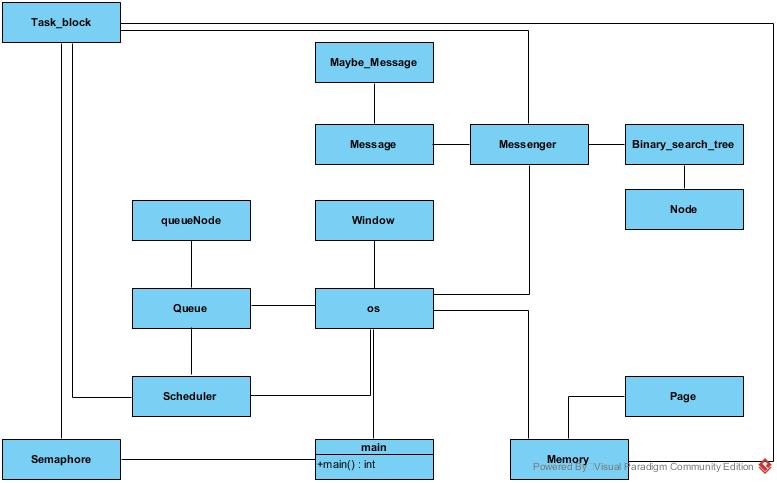 Task_block
Maybe_Message
Message
Messenger
Binary_search_tree
queueNode
Window
Node
Queue
os
Scheduler
Page
Semaphore
main
+main() : int
Memory
Powered By: Visual Paradigm Community Edition